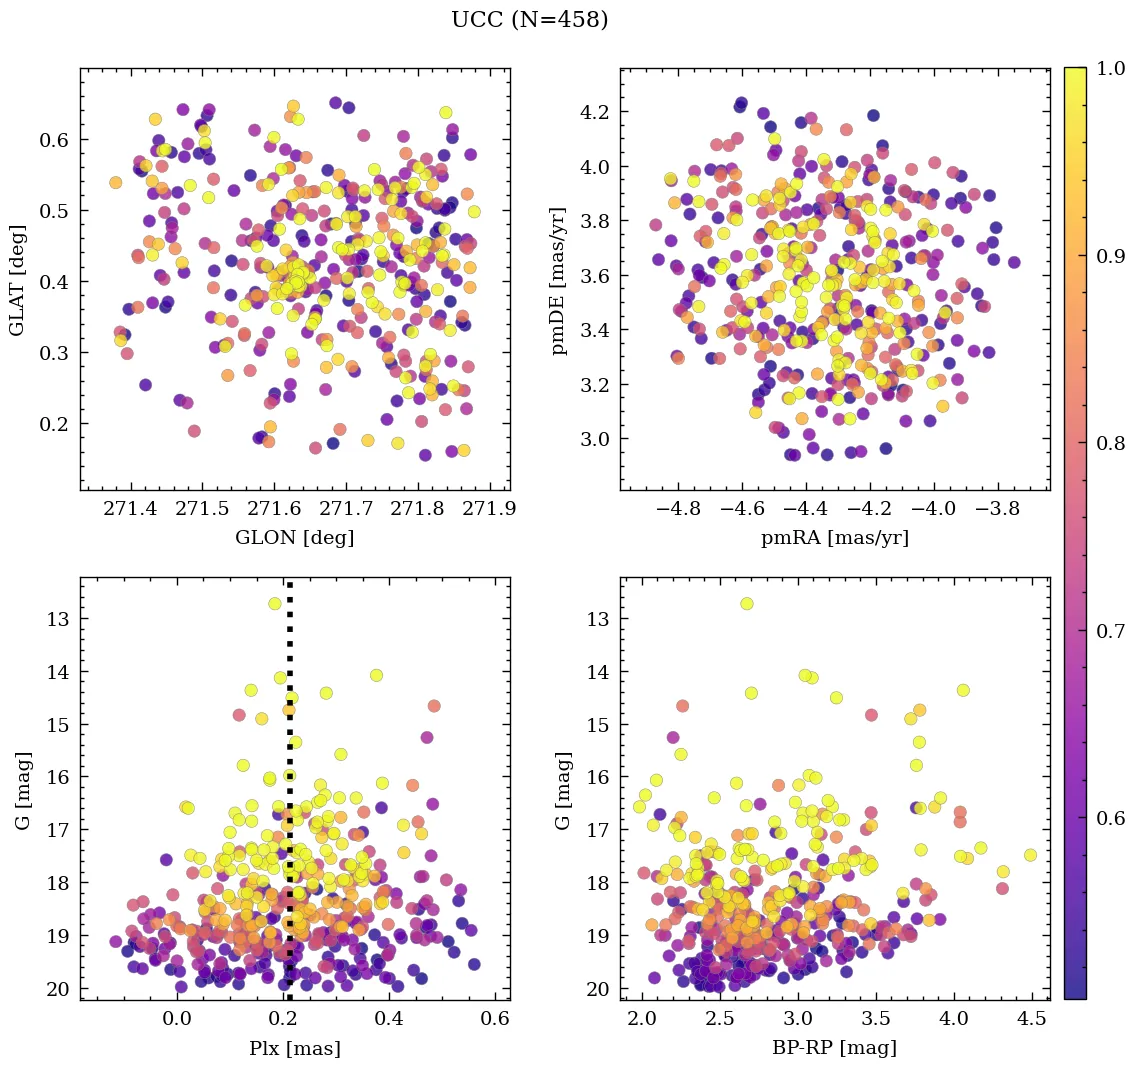 UCC (N=458)
0.6
0.5
0.4
0.3
0.2
GLAT [deg]
271.4 271.5 271.6 271.7 271.8 271.9
GLON [deg]
4.2
4.0
3.8
3.6
3.4
3.2
3.0
pmDE [mas/yr]
−4.8 −4.6 −4.4 −4.2 −4.0 −3.8
pmRA [mas/yr]
1.0
0.9
0.8
0.7
0.6
13
14
15
16
17
18
19
20
G [mag]
0.0 0.2 0.4 0.6
Plx [mas]
13
14
15
16
17
18
19
20
G [mag]
2.0 2.5 3.0 3.5 4.0 4.5
BP-RP [mag]